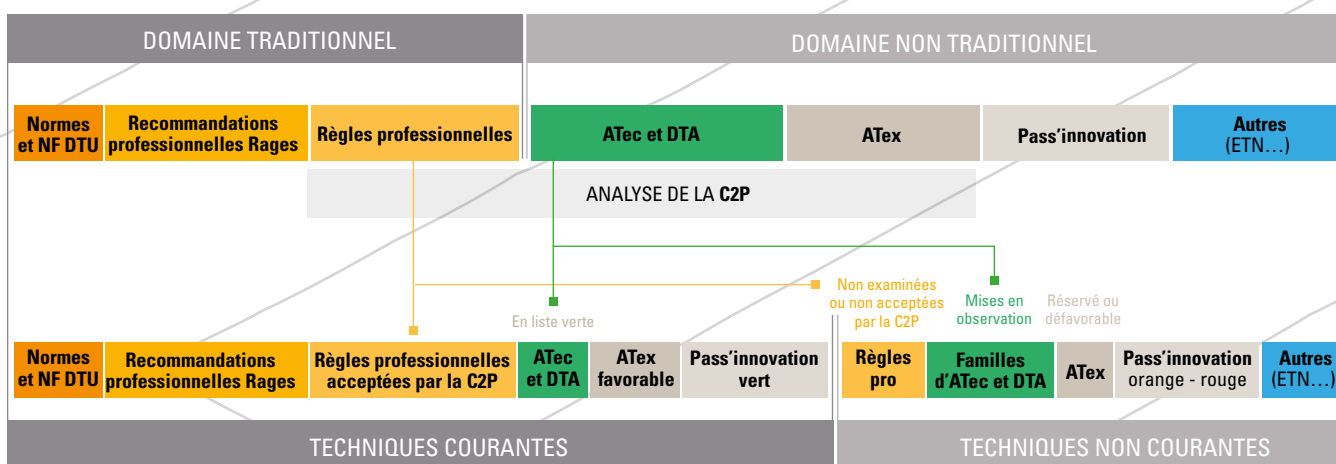 DOMAINE TRADITIONNEL
DOMAINE NON TRADITIONNEL
Normes
et NF DTU
Recommandations
professionnelles Rages
Règles professionnelles
ATec et DTA
ATex
Pass'innovation
Autres
(ETN...)
ANALYSE DE LA C2P
Non examinées
ou non acceptées
par la C2P
Mises en
observation
Réservé ou
défavorable
En liste verte
Normes
et NF DTU
Recommandations
professionnelles Rages
Règles professionnelles
acceptées par la C2P
ATec
et DTA
ATex
favorable
Pass'innovation
vert
Règles
pro
Familles
d'ATec et DTA
ATex
Pass'innovation
orange - rouge
Autres
(ETN...)
TECHNIQUES COURANTES
TECHNIQUES NON COURANTES